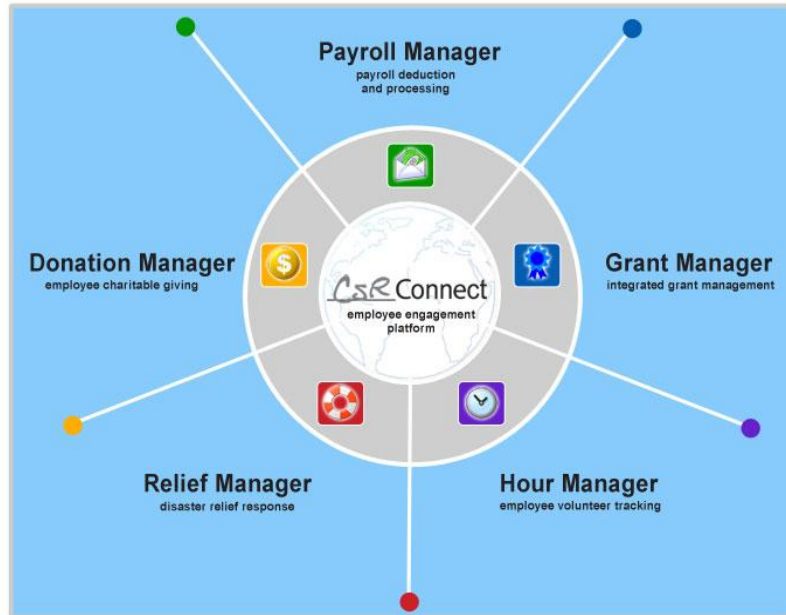 Payroll Manager
payroll deduction
and processing
Donation Manager
employee charitable giving
$
CSR Connect
employee engagement
platform
Grant Manager
integrated grant management
Relief Manager
disaster relief response
Hour Manager
employee volunteer tracking